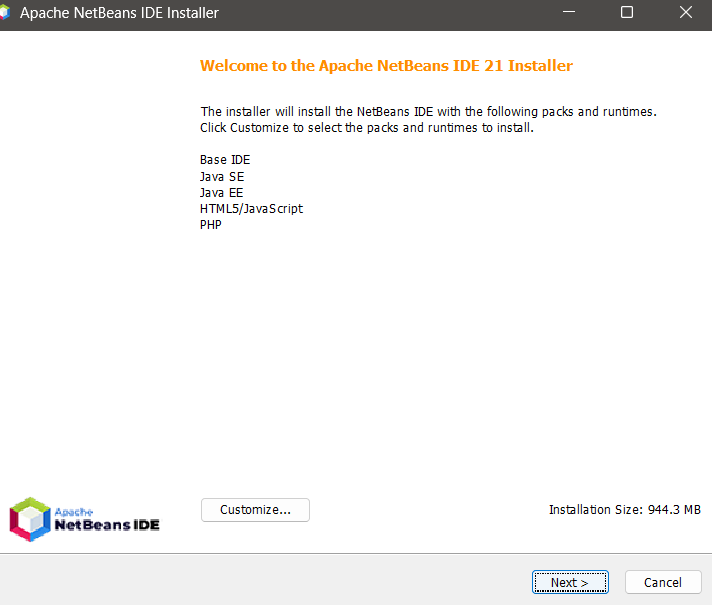 Apache NetBeans IDE Installer
Welcome to the Apache NetBeans IDE 21 Installer
The installer will install the NetBeans IDE with the following packs and runtimes.
Click Customize to select the packs and runtimes to install.
Base IDE
Java SE
Java EE
HTML5/JavaScript
PHP
Apache
NetBeans IDE
Customize...
Installation Size: 944.3 MB
Next >
Cancel